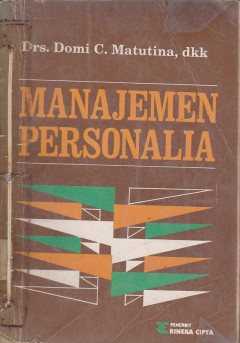 Drs. Domi C. Matutina, dkk
MANAJEMEN
PERSONALIA
PENERBIT
RINEKA CIPTA